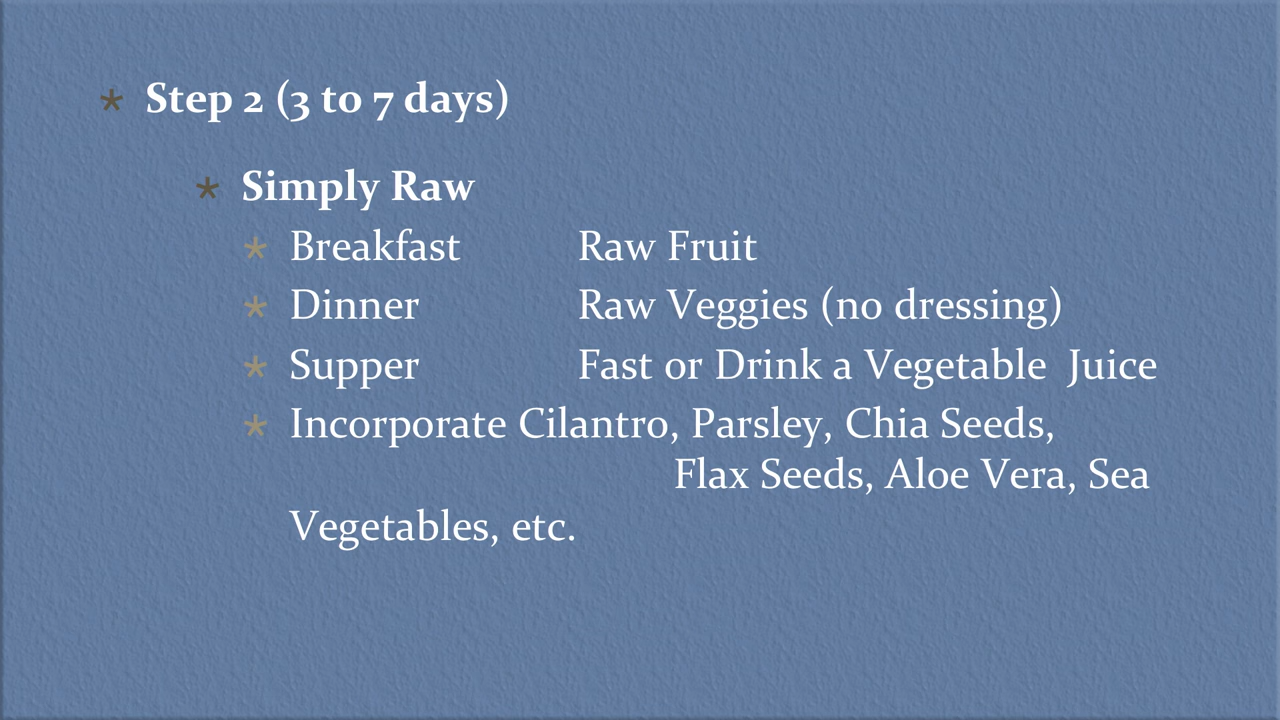 * Step 2 (3 to 7 days)
* Simply Raw
* Breakfast Raw Fruit
* Dinner Raw Veggies (no dressing)
* Supper Fast or Drink a Vegetable Juice
* Incorporate Cilantro, Parsley, Chia Seeds,
Flax Seeds, Aloe Vera, Sea
Vegetables, etc.